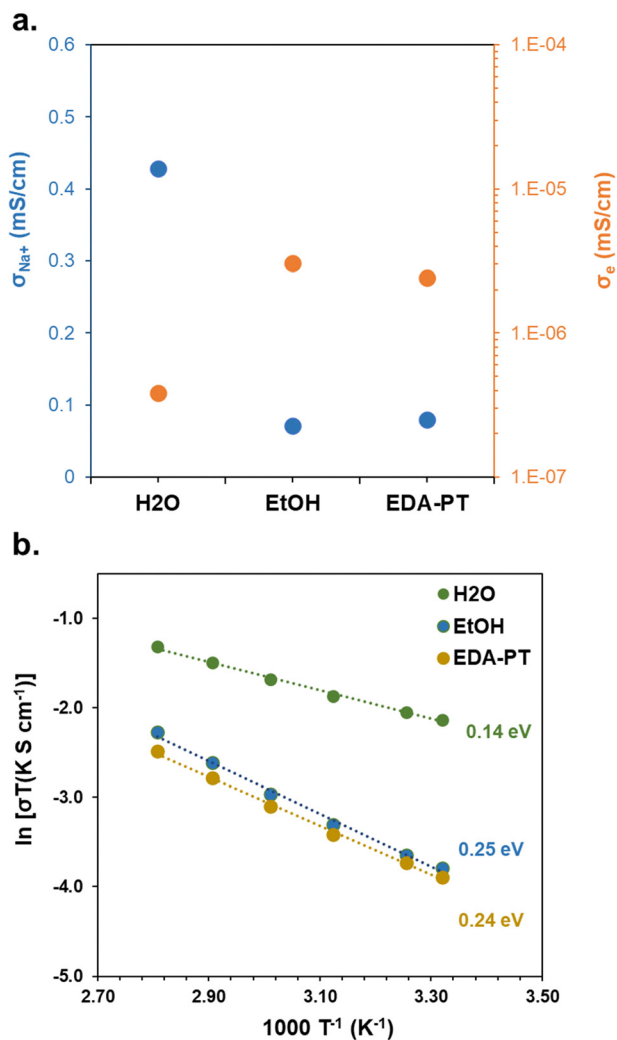 a.
0.6
0.5
0.4
0.3
0.2
0.1
0
σNa+ (mS/cm)
1.E-04
1.E-05
1.E-06
1.E-07
σe (mS/cm)
H2O EtOH EDA-PT
b.
-1.0
-2.0
-3.0
-4.0
-5.0
ln [σT(K S cm-1)]
H2O
EtOH
EDA-PT
0.14 eV
0.25 eV
0.24 eV
2.70 2.90 3.10 3.30 3.50
1000 T-1 (K-1)